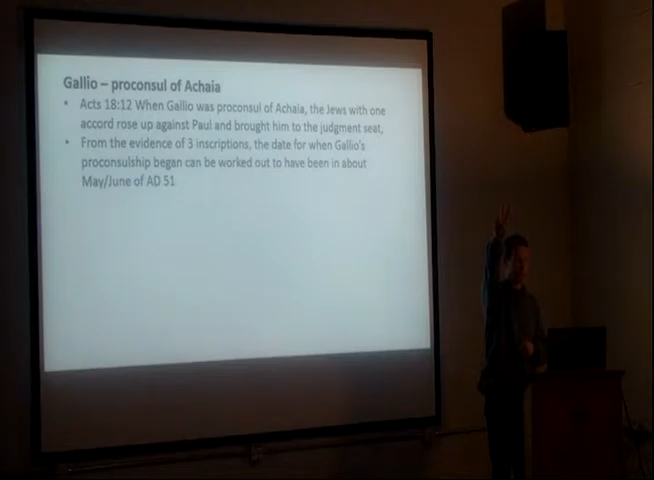 Gallio – proconsul of Achaia
• Acts 18:12 When Gallio was proconsul of Achaia, the Jews with one
accord rose up against Paul and brought him to the judgment seat,
• From the evidence of 3 inscriptions, the date for when Gallio's
proconsulship began can be worked out to have been in about
May/June of AD 51